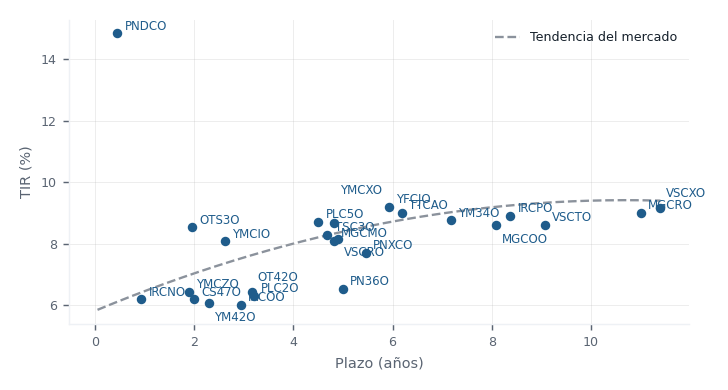 PNDCO
Tendencia del mercado
14
12
10
8
6
TIR (%)
VSCXO
YMCXO
YFCIO
TTCAO
MGCRO
IRCPO
YM34O
PLC5O
VSCTO
OTS3O
TSC3O
YMCIO
MGCMO
MGCOO
PNXCO
VSCRO
OT42O
PN36O
YMCZO
PLC2O
IRCNO
CS47O
YM42O
0
2
4
6
8
10
Plazo (años)